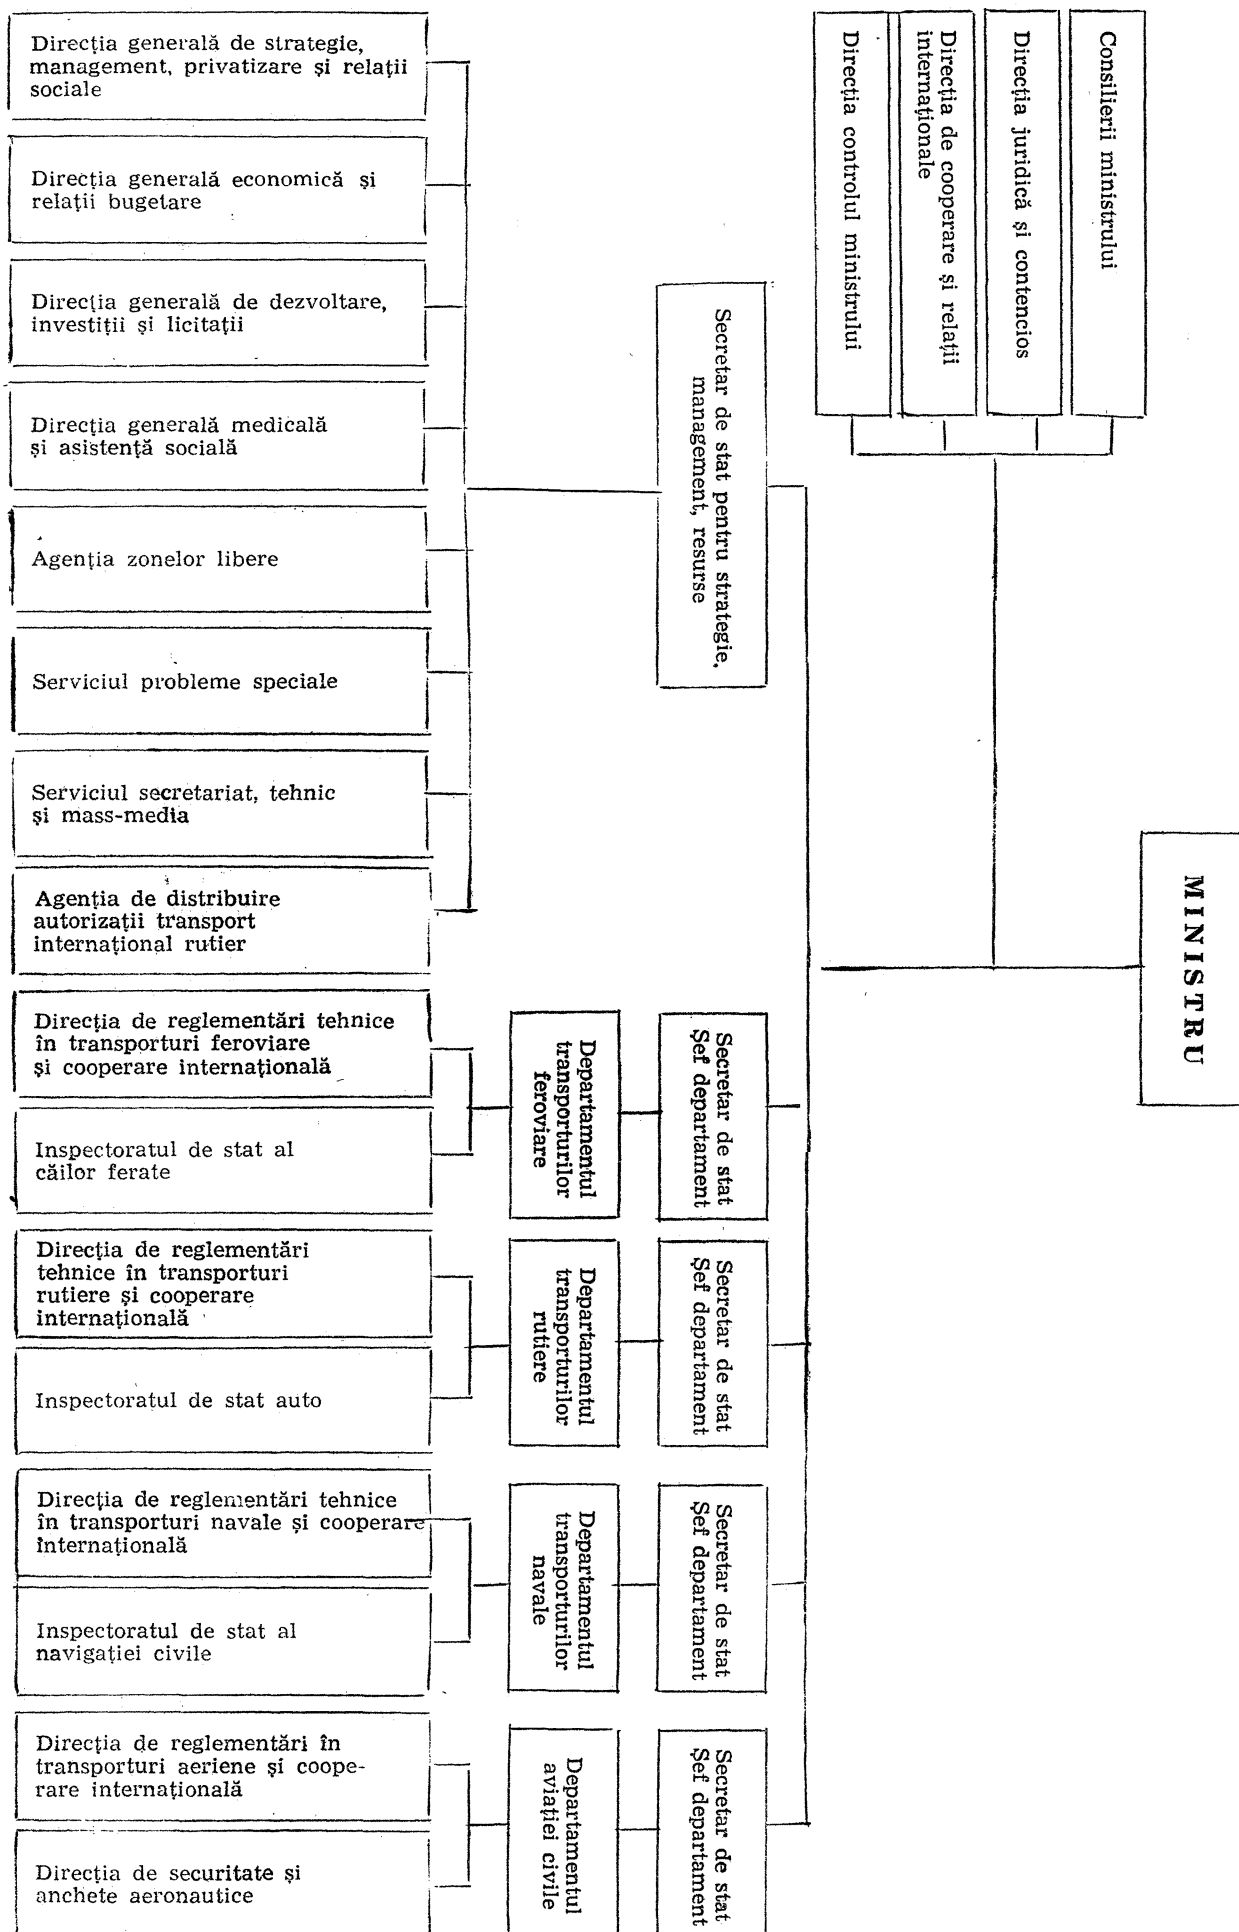 MINISTRU
Consilierii ministrului
Direcția juridică și contencios
Direcția de cooperare și relații
internaționale
Direcția controlul ministrului
Secretar de stat pentru strategie,
management, resurse
Direcția generală de strategie,
management, privatizare și relații
sociale
Direcția generală economică și
relații bugetare
Direcția generală de dezvoltare,
investiții și licitații
Direcția generală medicală
și asistență socială
Agenția zonelor libere
Serviciul probleme speciale
Serviciul secretariat, tehnic
și mass-media
Agenția de distribuire
autorizații transport
internațional rutier
Secretar de stat
Șef departament
Departamentul
transporturilor
feroviare
Direcția de reglementări tehnice
în transporturi feroviare
și cooperare internațională
Inspectoratul de stat al
căilor ferate
Secretar de stat
Șef departament
Departamentul
transporturilor
rutiere
Direcția de reglementări
tehnice în transporturi
rutiere și cooperare
internațională
Inspectoratul de stat auto
Secretar de stat
Șef departament
Departamentul
transporturilor
navale
Direcția de reglementări tehnice
în transporturi navale și cooperare
internațională
Inspectoratul de stat al
navigației civile
Secretar de stat
Șef departament
Departamentul
aviației civile
Direcția de reglementări în
transporturi aeriene și coope-
rare internațională
Direcția de securitate și
anchete aeronautice